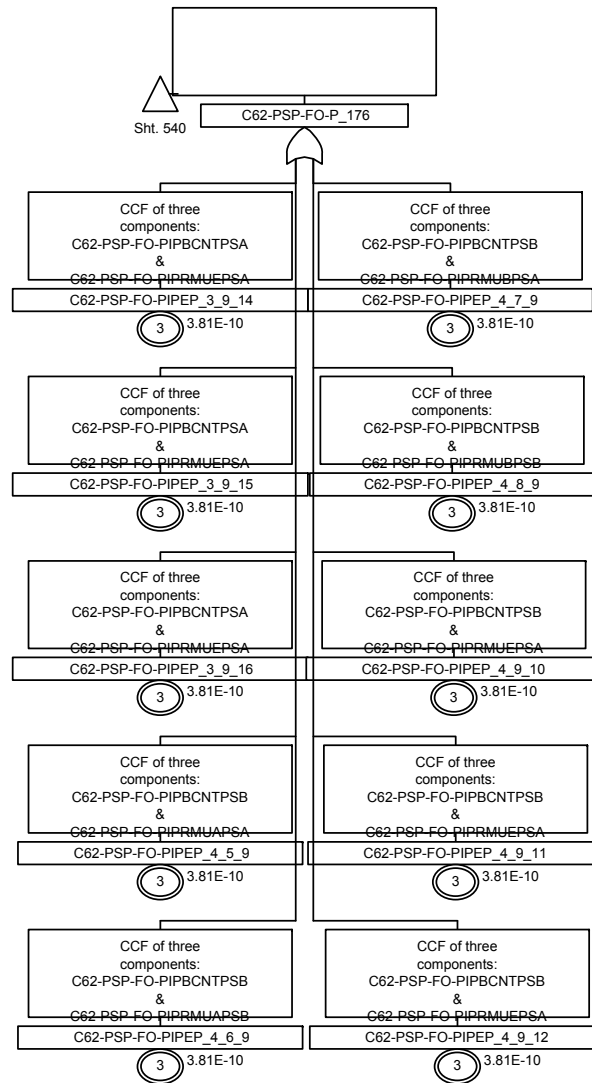 Sht. 540
C62-PSP-FO-P_176
CCF of three
components:
C62-PSP-FO-PIPBCNTPSA
&
C62-PSP-FO-PIPRMUEPSA
C62-PSP-FO-PIPEP_3_9_14
3
3.81E-10
CCF of three
components:
C62-PSP-FO-PIPBCNTPSB
&
C62-PSP-FO-PIPRMUBPSA
C62-PSP-FO-PIPEP_4_7_9
3
3.81E-10
CCF of three
components:
C62-PSP-FO-PIPBCNTPSA
&
C62-PSP-FO-PIPRMUEPSA
C62-PSP-FO-PIPEP_3_9_15
3
3.81E-10
CCF of three
components:
C62-PSP-FO-PIPBCNTPSB
&
C62-PSP-FO-PIPRMUBPSB
C62-PSP-FO-PIPEP_4_8_9
3
3.81E-10
CCF of three
components:
C62-PSP-FO-PIPBCNTPSA
&
C62-PSP-FO-PIPRMUEPSA
C62-PSP-FO-PIPEP_3_9_16
3
3.81E-10
CCF of three
components:
C62-PSP-FO-PIPBCNTPSB
&
C62-PSP-FO-PIPRMUEPSA
C62-PSP-FO-PIPEP_4_9_10
3
3.81E-10
CCF of three
components:
C62-PSP-FO-PIPBCNTPSB
&
C62-PSP-FO-PIPRMUAPSA
C62-PSP-FO-PIPEP_4_5_9
3
3.81E-10
CCF of three
components:
C62-PSP-FO-PIPBCNTPSB
&
C62-PSP-FO-PIPRMUEPSA
C62-PSP-FO-PIPEP_4_9_11
3
3.81E-10
CCF of three
components:
C62-PSP-FO-PIPBCNTPSB
&
C62-PSP-FO-PIPRMUAPSB
C62-PSP-FO-PIPEP_4_6_9
3
3.81E-10
CCF of three
components:
C62-PSP-FO-PIPBCNTPSB
&
C62-PSP-FO-PIPRMUEPSA
C62-PSP-FO-PIPEP_4_9_12
3
3.81E-10